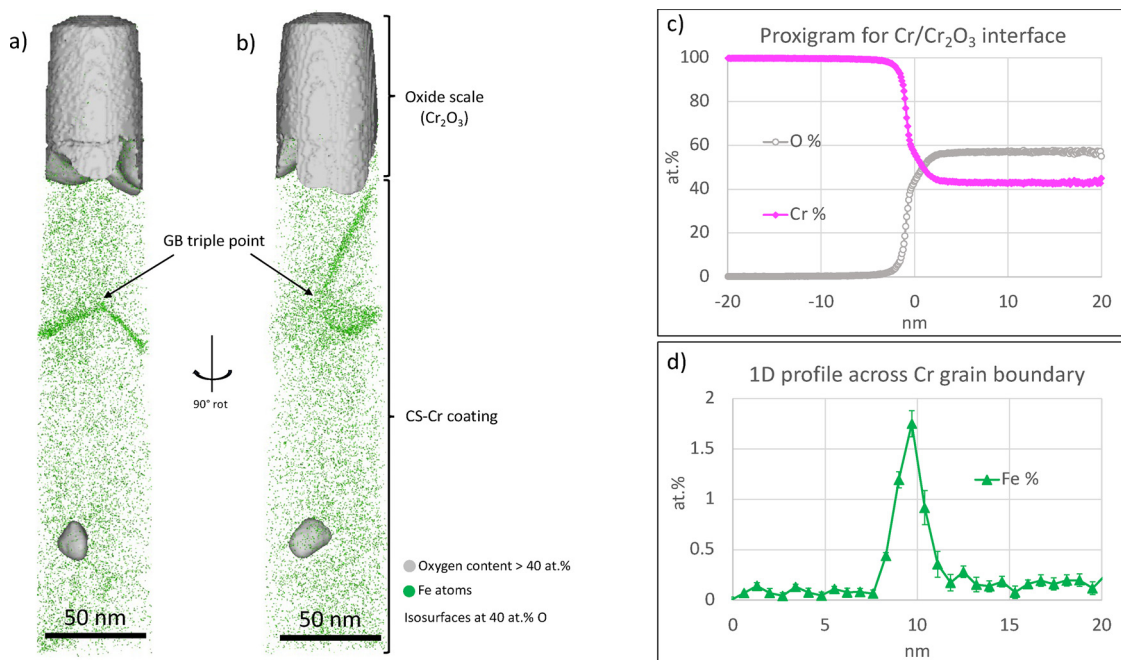 a)
b)
Oxide scale
(Cr₂O₃)
GB triple point
90° rot
CS-Cr coating
Oxygen content > 40 at.%
Fe atoms
Isosurfaces at 40 at.% O
50 nm
50 nm
c)
Proxigram for Cr/Cr₂O₃ interface
100
80
60
40
20
0
at.%
O %
Cr %
-20
-10
0
10
20
nm
d)
1D profile across Cr grain boundary
2
1.5
1
0.5
0
at.%
Fe %
0
5
10
15
20
nm